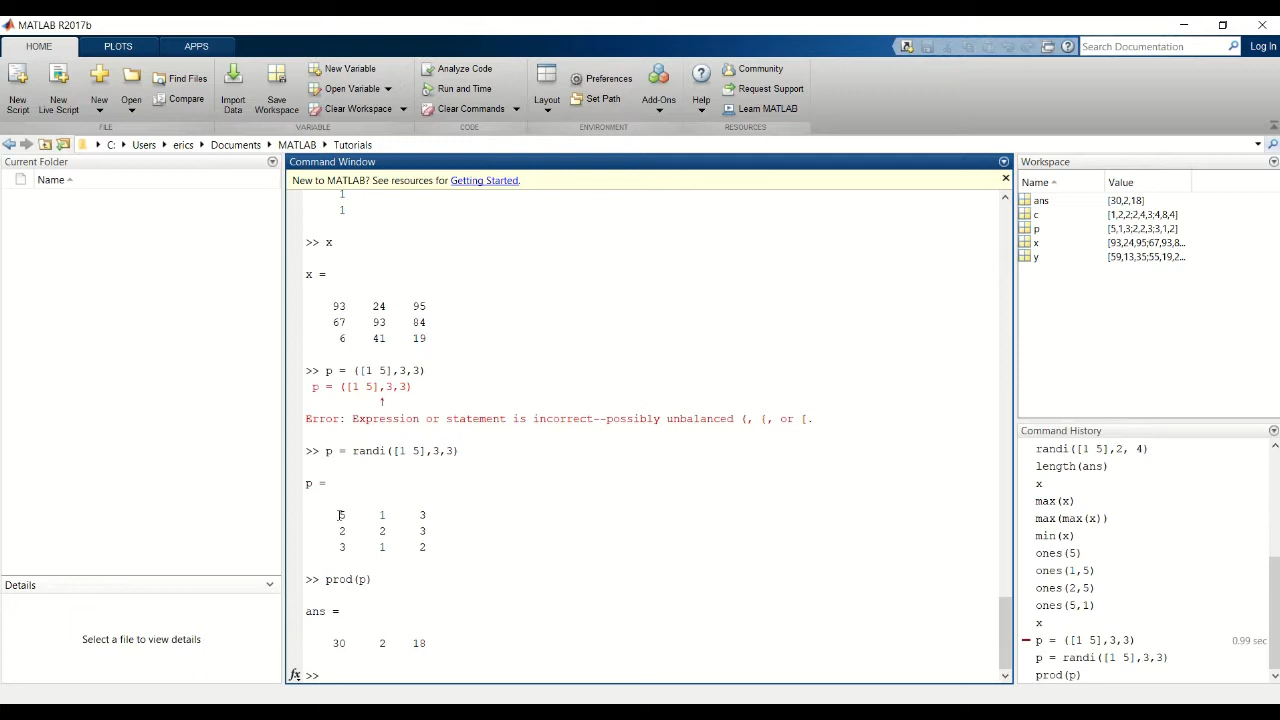 MATLAB R2017b
HOME PLOTS APPS
Search Documentation
Log In
New Script
New Live Script
New
Open
Find Files
Compare
Import Data
Save Workspace
New Variable
Open Variable
Clear Workspace
Analyze Code
Run and Time
Clear Commands
Layout
Preferences
Set Path
Add-Ons
Help
Community
Request Support
Learn MATLAB
FILE VARIABLE CODE ENVIRONMENT RESOURCES
C: Users erics Documents MATLAB Tutorials
Current Folder
Name
Details
Select a file to view details
Command Window
New to MATLAB? See resources for Getting Started.
1
1
>> x
x =
93 24 95
67 93 84
6 41 19
>> p = ([1 5],3,3)
p = ([1 5],3,3)
↑
Error: Expression or statement is incorrect--possibly unbalanced (, {, or [.
>> p = randi([1 5],3,3)
p =
5 1 3
2 2 3
3 1 2
>> prod(p)
ans =
30 2 18
fx >>
Workspace
Name Value
ans [30,2,18]
c [1,2,2;2,4,3;4,8,4]
p [5,1,3;2,2,3;3,1,2]
x [93,24,95;67,93,8...
y [59,13,35;55,19,2...
Command History
randi([1 5],2, 4)
length(ans)
x
max(x)
max(max(x))
min(x)
ones(5)
ones(1,5)
ones(2,5)
ones(5,1)
x
p = ([1 5],3,3) 0.99 sec
p = randi([1 5],3,3)
prod(p)